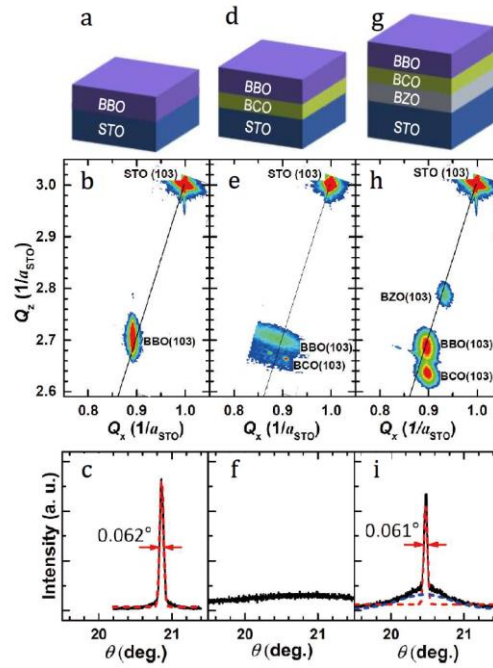 a
BBO
STO
d
BBO
BCO
STO
g
BBO
BCO
BZO
STO
b
STO (103)
BBO(103)
3.0
2.9
2.8
2.7
2.6
Qz (1/aSTO)
0.8 0.9 1.0
Qx (1/aSTO)
e
STO (103)
BBO(103)
BCO(103)
0.8 0.9 1.0
Qx (1/aSTO)
h
STO (103)
BZO(103)
BBO(103)
BCO(103)
0.8 0.9 1.0
Qx (1/aSTO)
c
0.062°
Intensity (a. u.)
20 21
θ (deg.)
f
20 21
θ (deg.)
i
0.061°
20 21
θ (deg.)